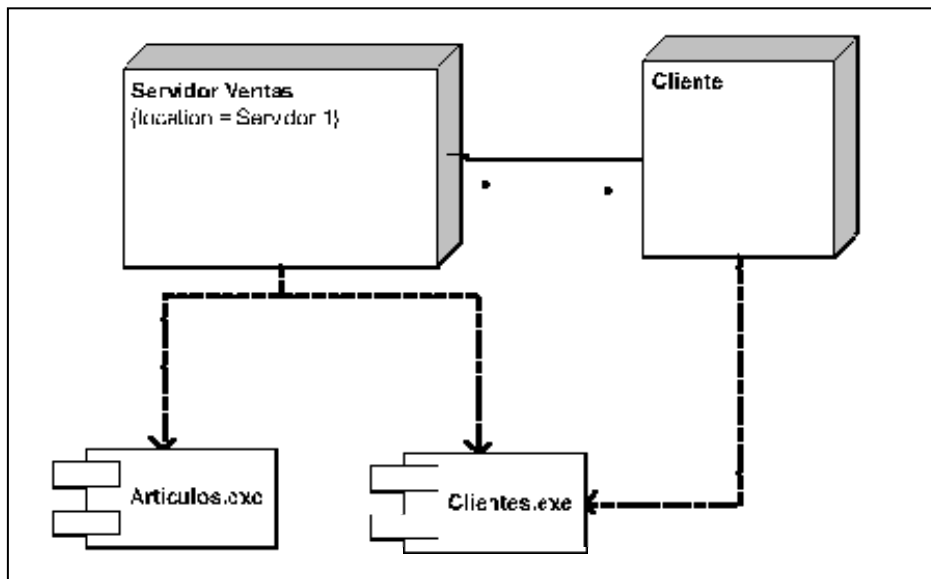 Servidor Ventas
{location = Servidor 1}
Cliente
Articulos.exe
Clientes.exe